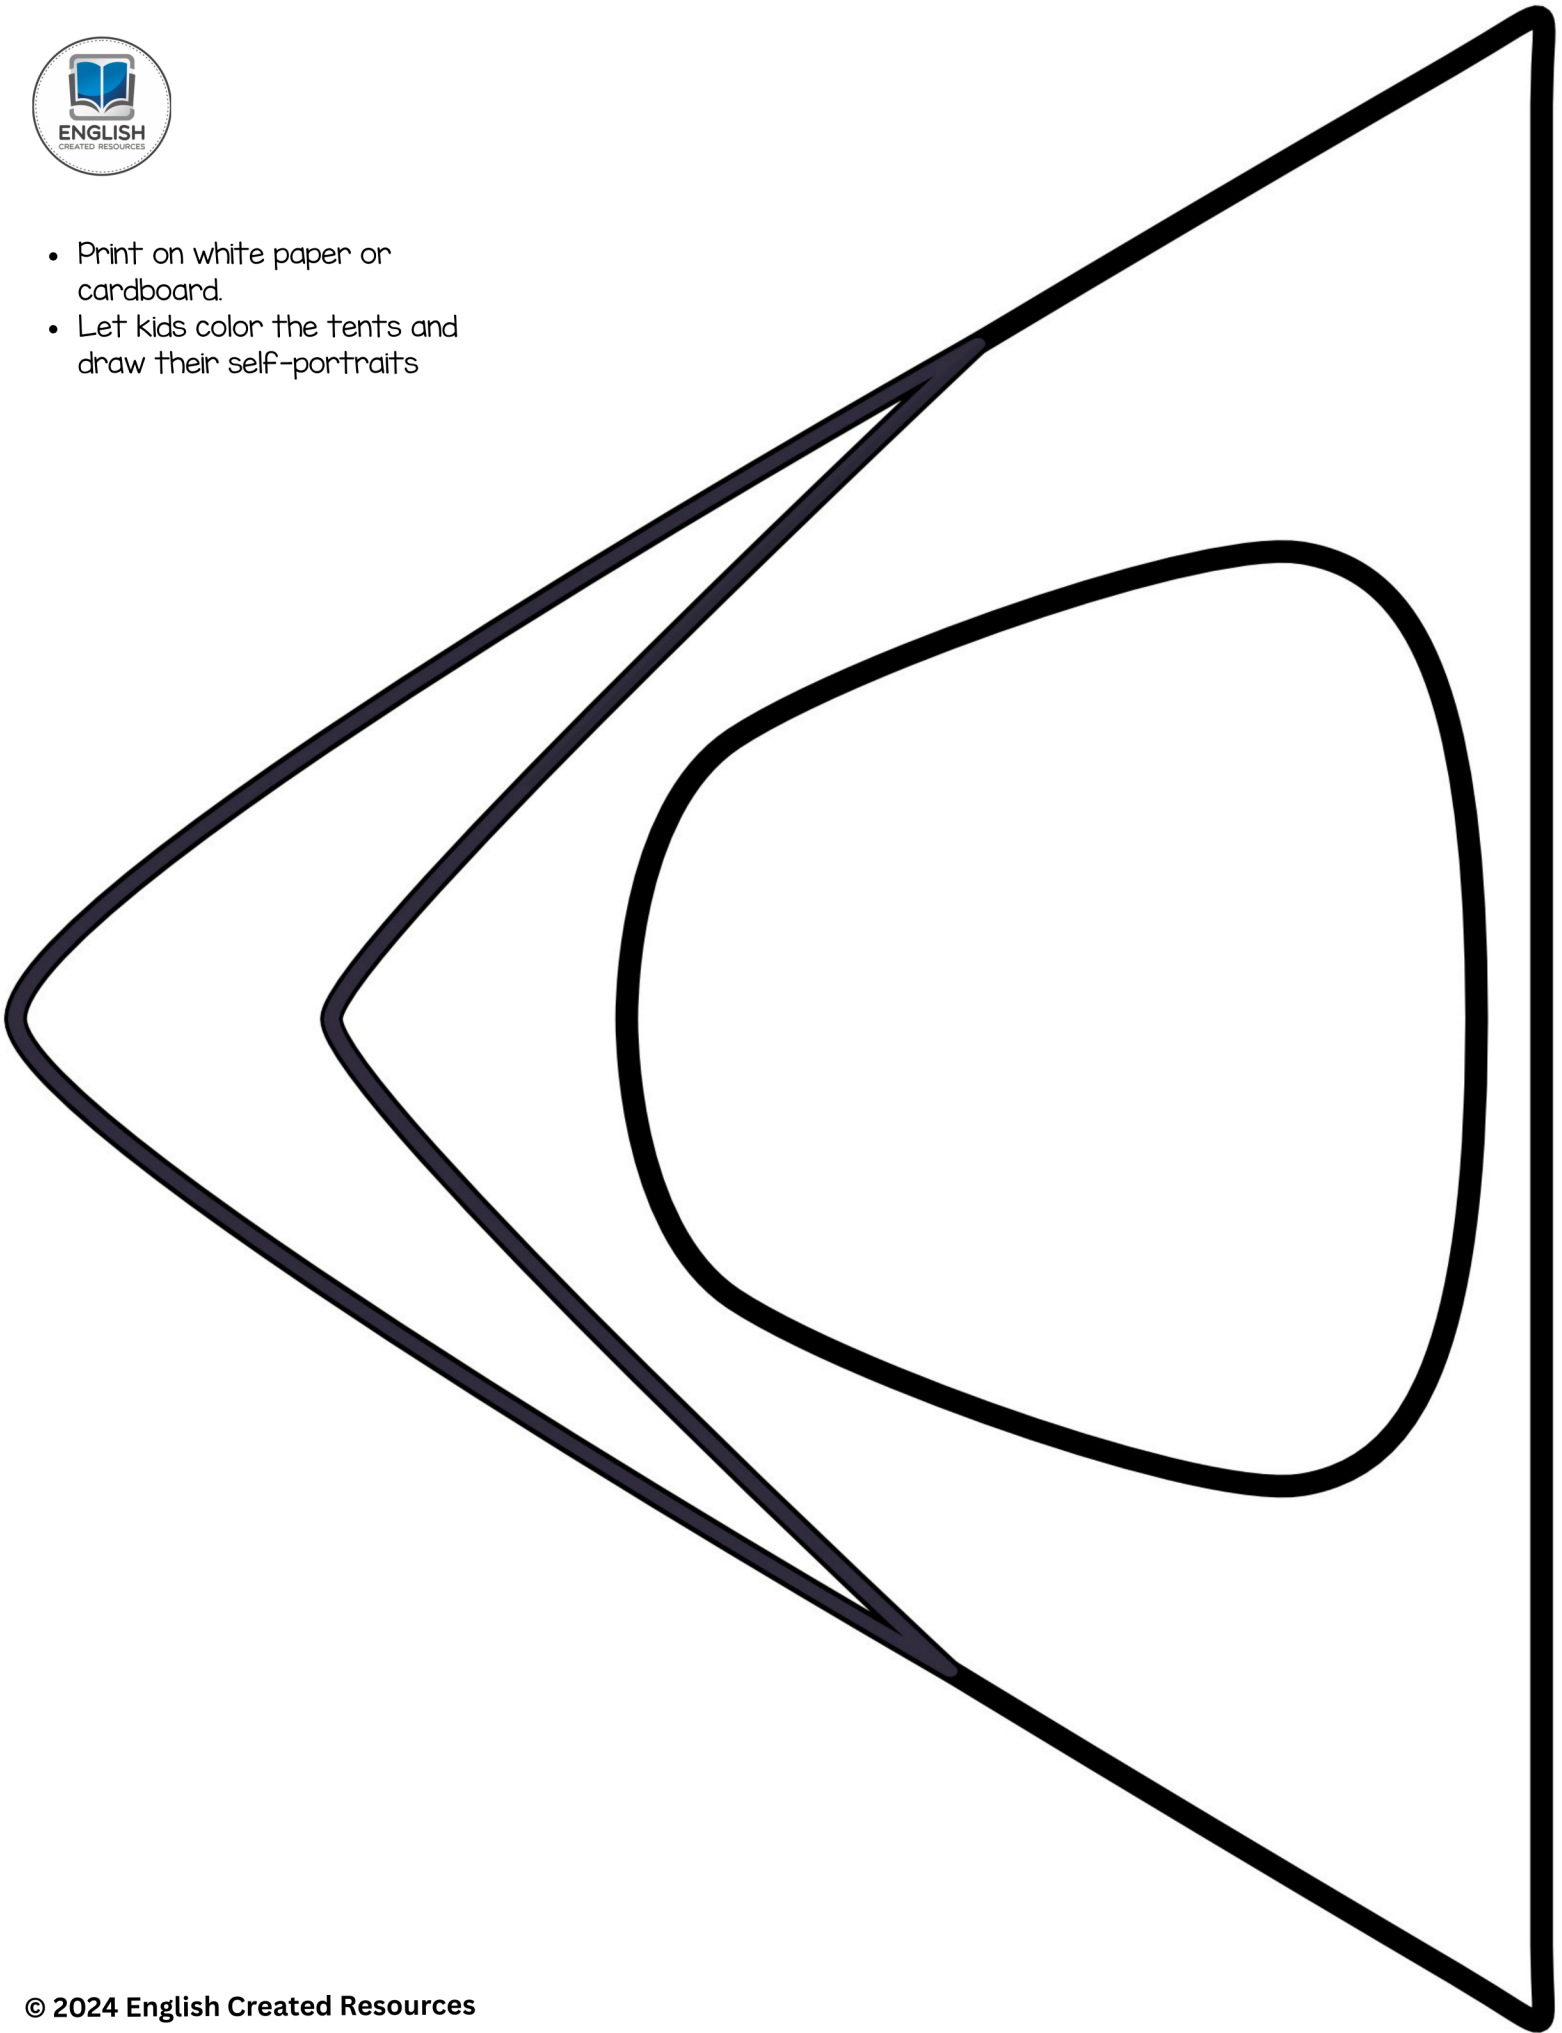 ENGLISH
CREATED RESOURCES
• Print on white paper or
cardboard.
• Let kids color the tents and
draw their self-portraits
© 2024 English Created Resources